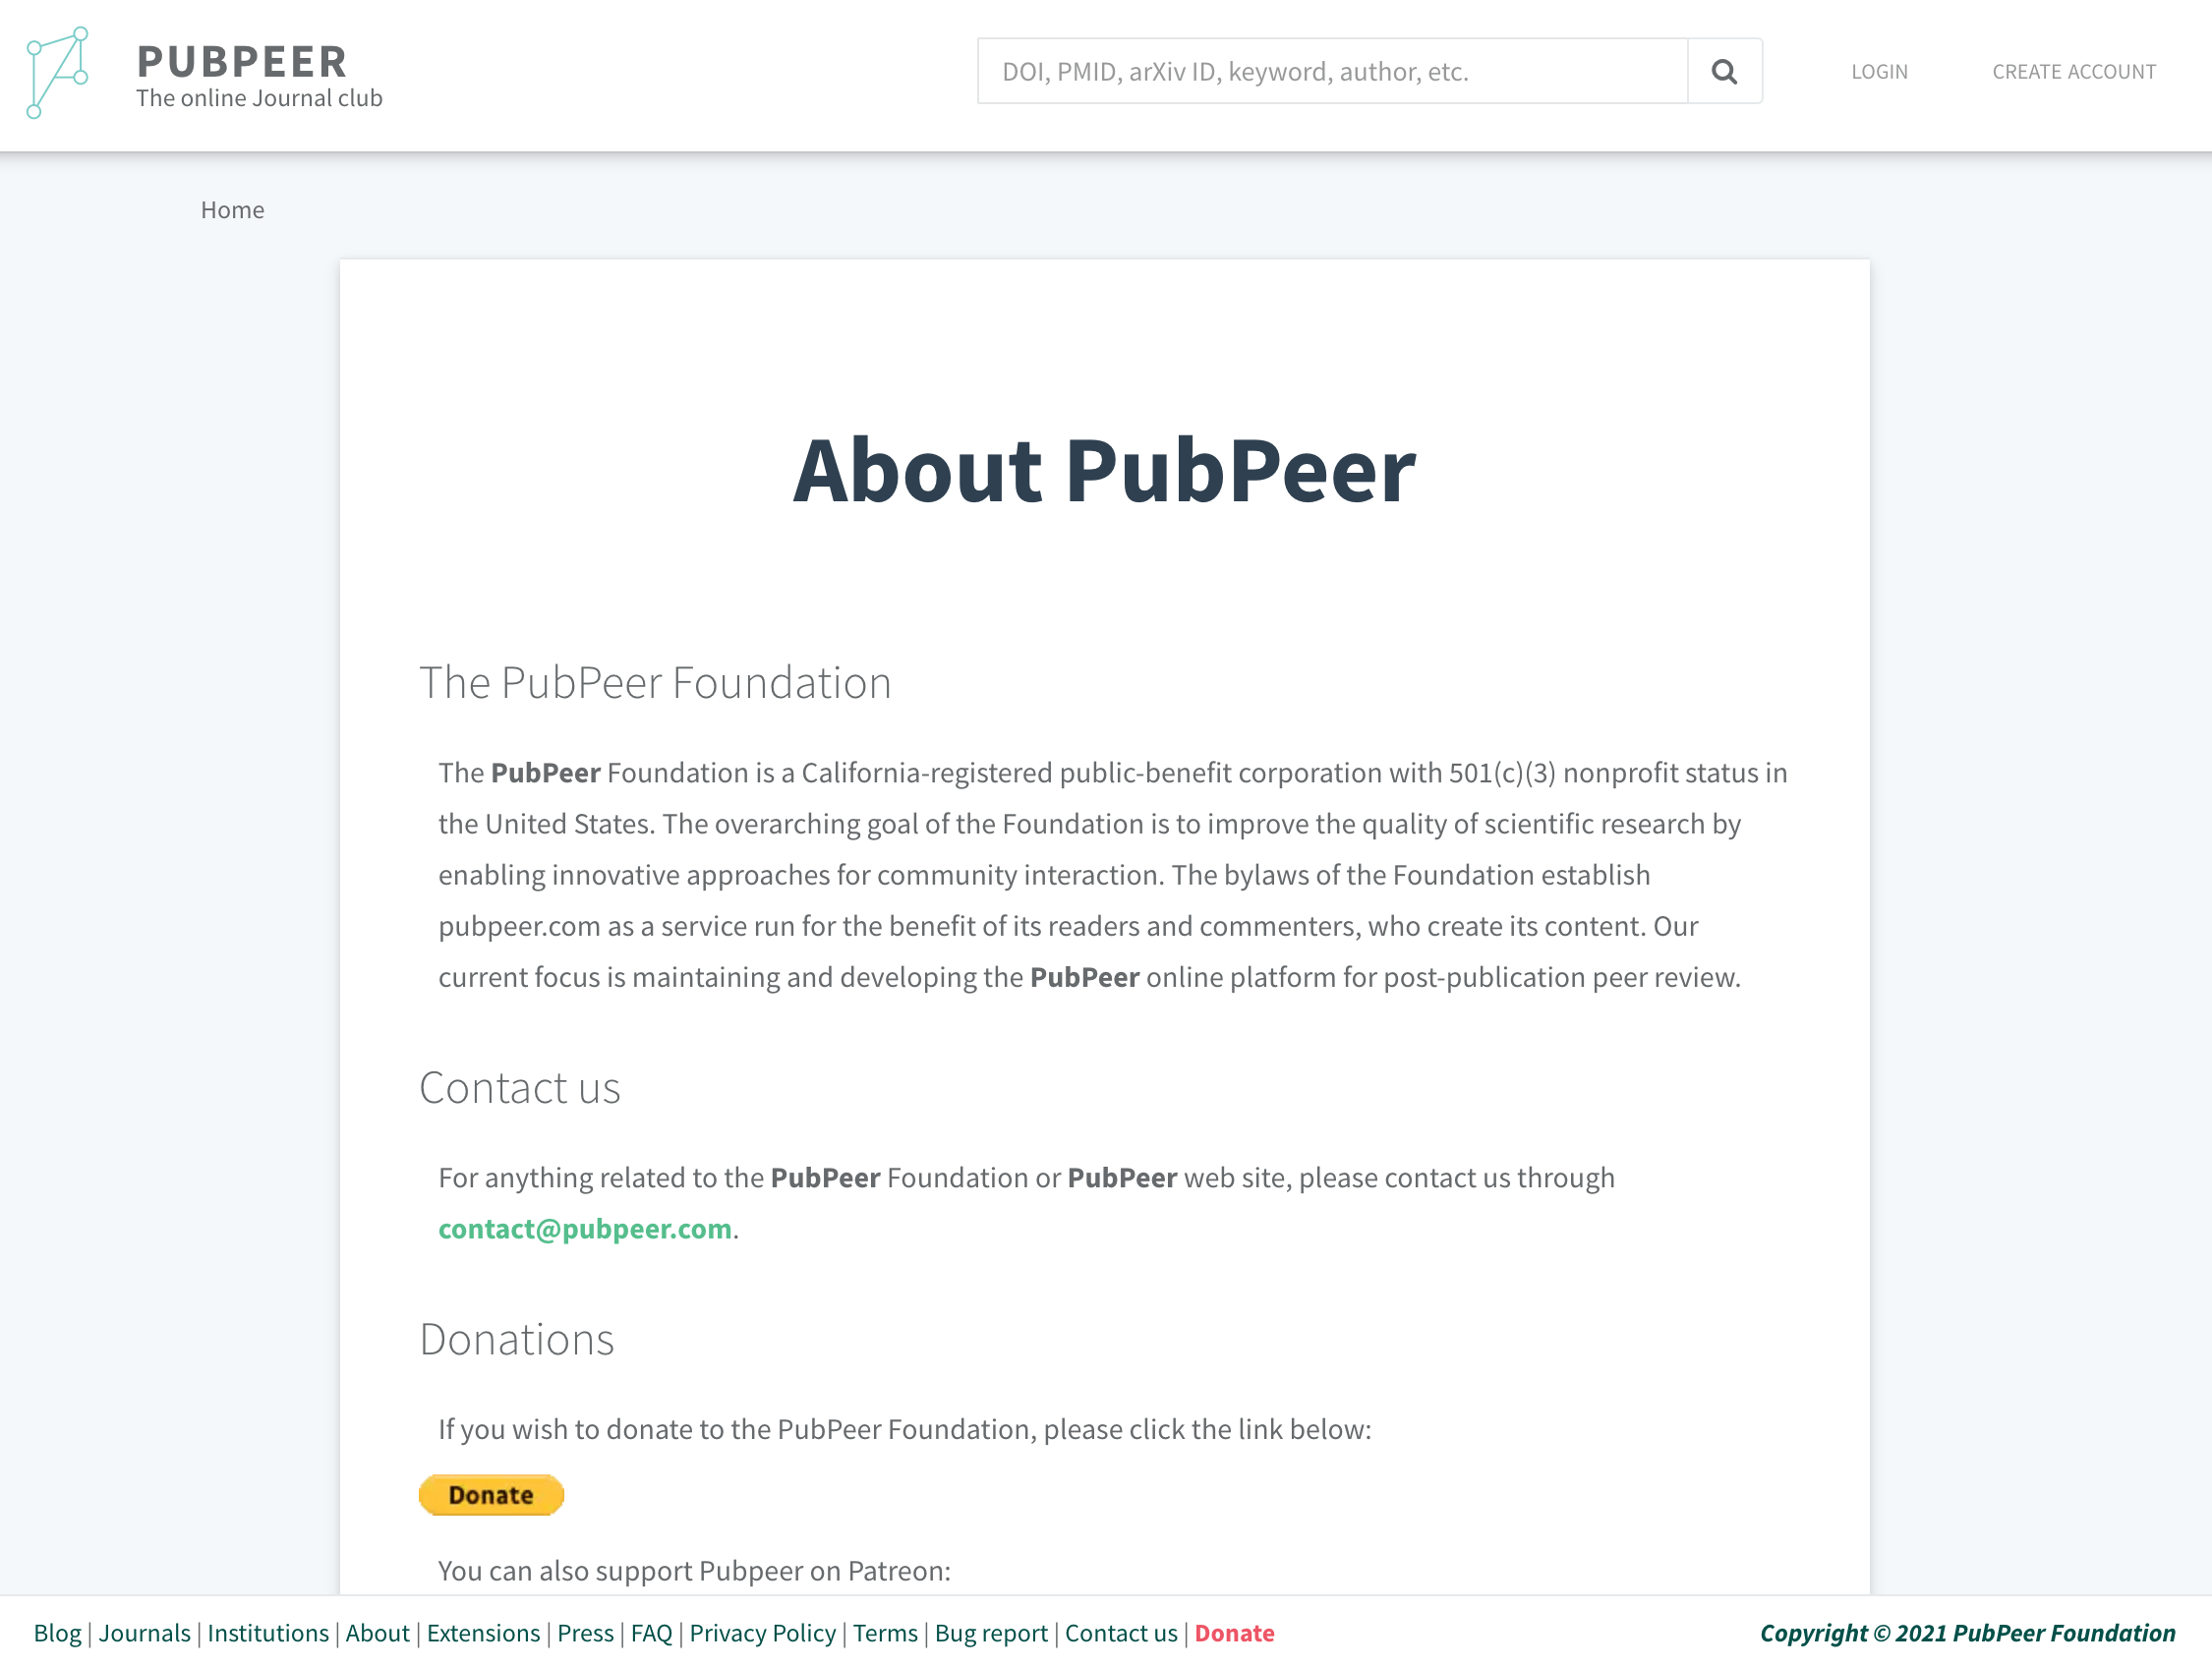 PUBPEER
The online Journal club
DOI, PMID, arXiv ID, keyword, author, etc.
LOGIN
CREATE ACCOUNT
Home
About PubPeer
The PubPeer Foundation
The PubPeer Foundation is a California-registered public-benefit corporation with 501(c)(3) nonprofit status in
the United States. The overarching goal of the Foundation is to improve the quality of scientific research by
enabling innovative approaches for community interaction. The bylaws of the Foundation establish
pubpeer.com as a service run for the benefit of its readers and commenters, who create its content. Our
current focus is maintaining and developing the PubPeer online platform for post-publication peer review.
Contact us
For anything related to the PubPeer Foundation or PubPeer web site, please contact us through
contact@pubpeer.com.
Donations
If you wish to donate to the PubPeer Foundation, please click the link below:
Donate
You can also support Pubpeer on Patreon:
Blog | Journals | Institutions | About | Extensions | Press | FAQ | Privacy Policy | Terms | Bug report | Contact us | Donate
Copyright © 2021 PubPeer Foundation